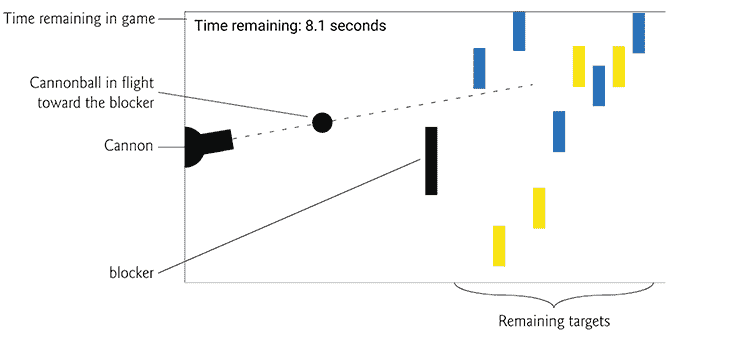 Time remaining in game
Time remaining: 8.1 seconds
Cannonball in flight
toward the blocker
Cannon
blocker
Remaining targets